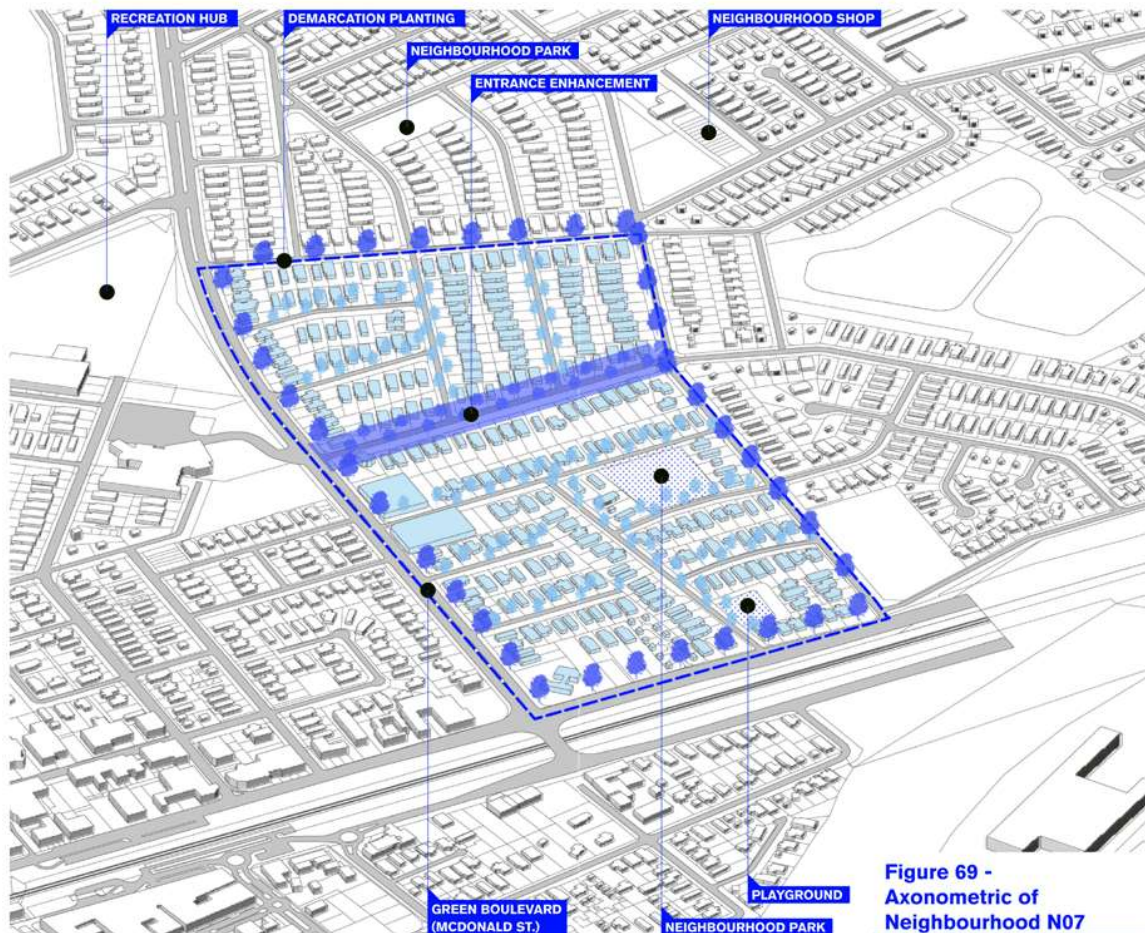 RECREATION HUB
DEMARCATION PLANTING
NEIGHBOURHOOD SHOP
NEIGHBOURHOOD PARK
ENTRANCE ENHANCEMENT
PLAYGROUND
GREEN BOULEVARD
(MCDONALD ST.)
NEIGHBOURHOOD PARK
Figure 69 -
Axonometric of
Neighbourhood N07